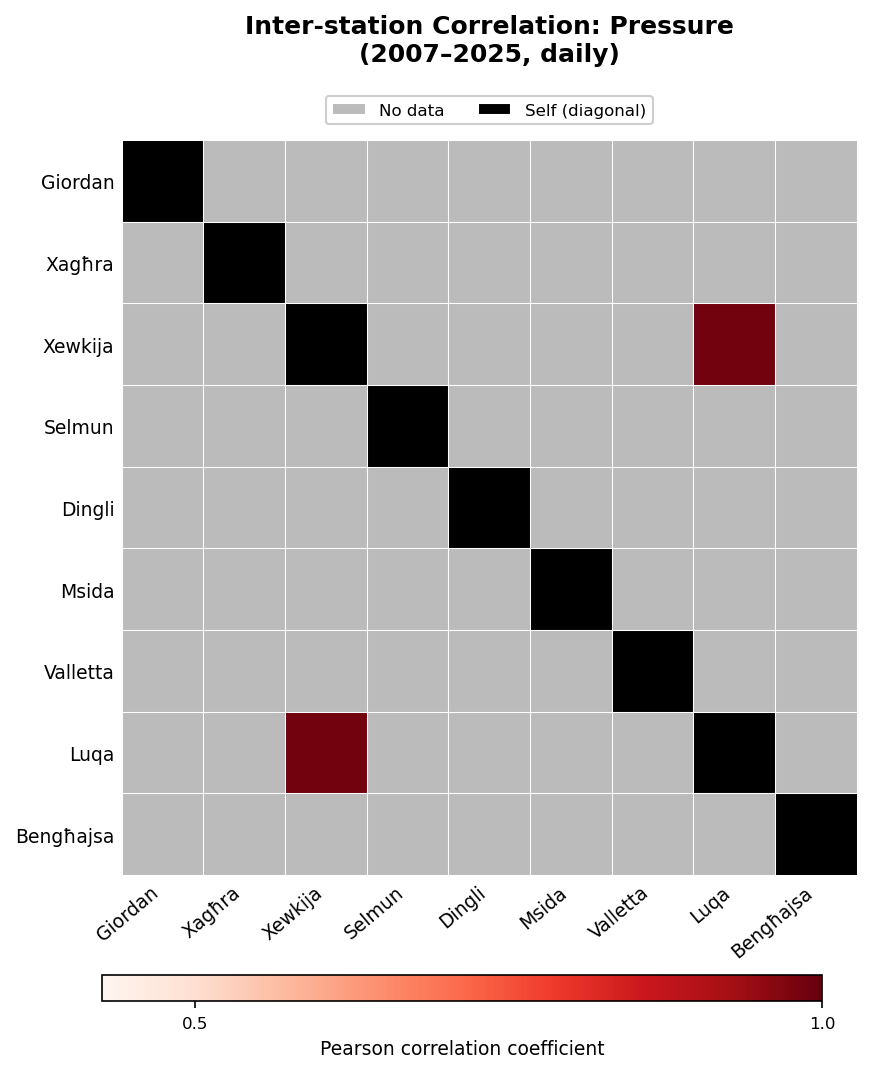 Inter-station Correlation: Pressure
(2007–2025, daily)
No data
Self (diagonal)
Giordan
Xagħra
Xewkija
Selmun
Dingli
Msida
Valletta
Luqa
Bengħajsa
Giordan
Xagħra
Xewkija
Selmun
Dingli
Msida
Valletta
Luqa
Bengħajsa
0.5
1.0
Pearson correlation coefficient